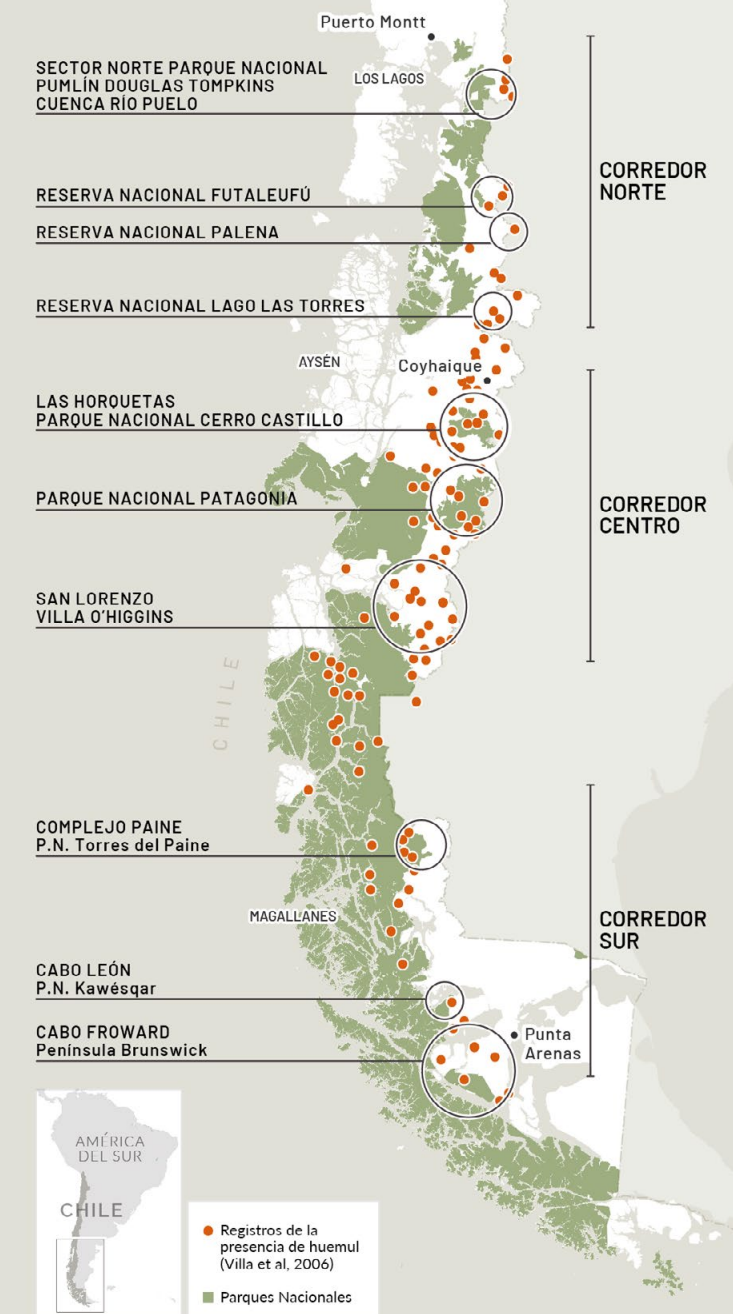 Puerto Montt
SECTOR NORTE PARQUE NACIONAL
PUMLÍN DOUGLAS TOMPKINS
CUENCA RÍO PUELO
LOS LAGOS
CORREDOR
NORTE
RESERVA NACIONAL FUTALEUFÚ
RESERVA NACIONAL PALENA
RESERVA NACIONAL LAGO LAS TORRES
AYSÉN
Coyhaique
LAS HORQUETAS
PARQUE NACIONAL CERRO CASTILLO
PARQUE NACIONAL PATAGONIA
CORREDOR
CENTRO
SAN LORENZO
VILLA O’HIGGINS
CHILE
COMPLEJO PAINE
P.N. Torres del Paine
MAGALLANES
CORREDOR
SUR
CABO LEÓN
P.N. Kawésqar
CABO FROWARD
Península Brunswick
Punta
Arenas
AMÉRICA
DEL SUR
CHILE
Registros de la
presencia de huemul
(Villa et al, 2006)
Parques Nacionales